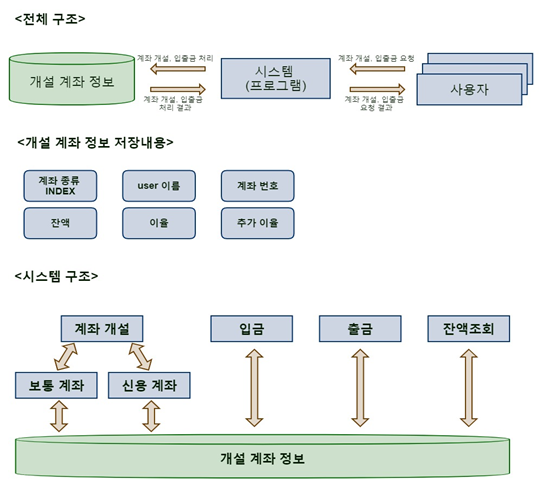 <전체 구조>
개설 계좌 정보
계좌 개설, 입출금 처리
계좌 개설, 입출금
처리 결과
시스템
(프로그램)
계좌 개설, 입출금 요청
계좌 개설, 입출금
요청 결과
사용자
<개설 계좌 정보 저장내용>
계좌 종류
INDEX
user 이름
계좌 번호
잔액
이율
추가 이율
<시스템 구조>
계좌 개설
입금
출금
잔액조회
보통 계좌
신용 계좌
개설 계좌 정보